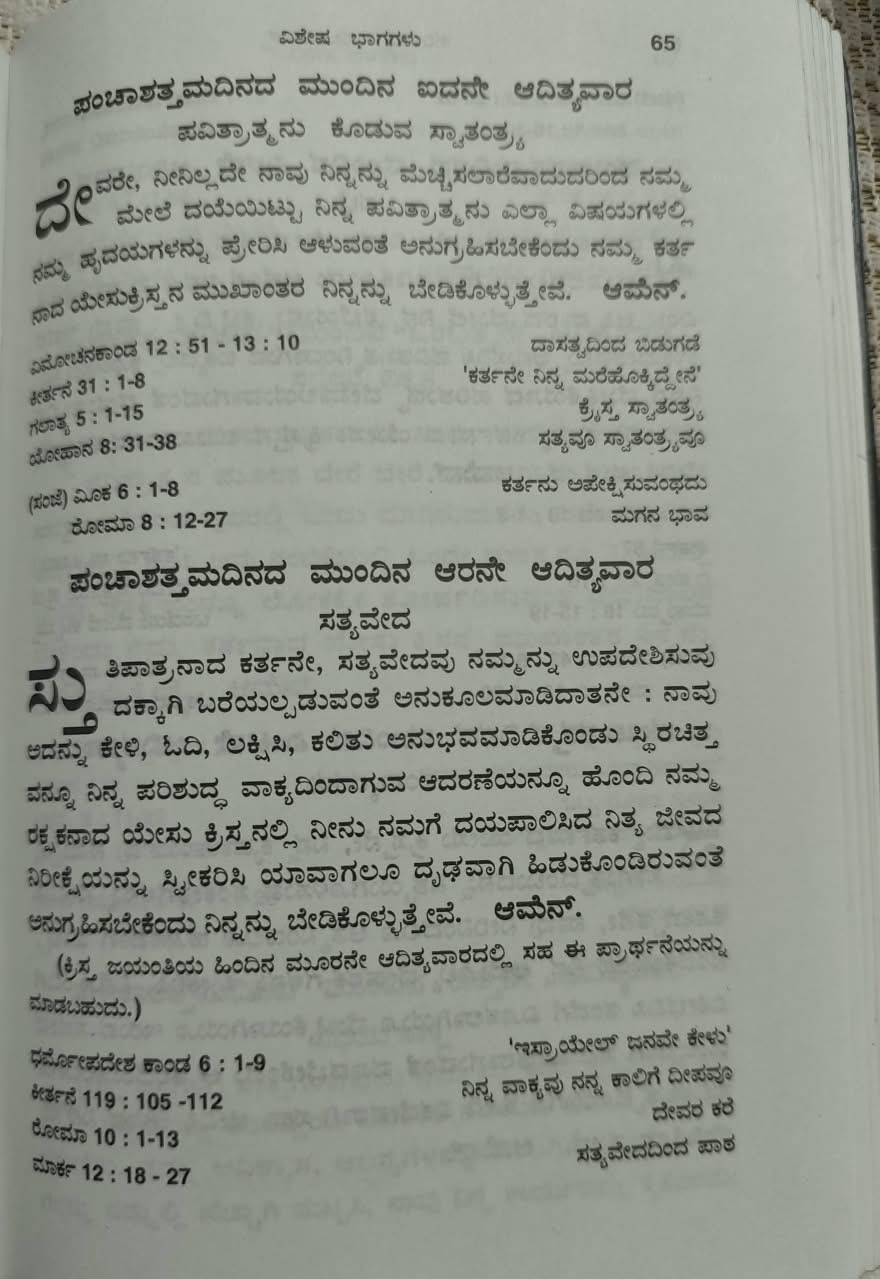 ವಿಶೇಷ ಭಾಗಗಳು 65
ಪಂಚಾಶತ್ತಮದಿನದ ಮುಂದಿನ ಐದನೇ ಆದಿತ್ಯವಾರ
ಪವಿತ್ರಾತ್ಮನು ಕೊಡುವ ಸ್ವಾತಂತ್ರ್ಯ
ದೇವರೇ, ನೀನಿಲ್ಲದೇ ನಾವು ನಿನ್ನನ್ನು ಮೆಚ್ಚಿಸಲಾರೆವಾದುದರಿಂದ ನಮ್ಮ
ಮೇಲೆ ದಯೆಯಿಟ್ಟು ನಿನ್ನ ಪವಿತ್ರಾತ್ಮನು ಎಲ್ಲಾ ವಿಷಯಗಳಲ್ಲಿ
ನಮ್ಮ ಹೃದಯಗಳನ್ನು ಪ್ರೇರಿಸಿ ಆಳುವಂತೆ ಅನುಗ್ರಹಿಸಬೇಕೆಂದು ನಮ್ಮ ಕರ್ತ
ನಾದ ಯೇಸುಕ್ರಿಸ್ತನ ಮುಖಾಂತರ ನಿನ್ನನ್ನು ಬೇಡಿಕೊಳ್ಳುತ್ತೇವೆ. ಆಮೆನ್.
ವಿಮೋಚನಕಾಂಡ 12 : 51 - 13 : 10 ದಾಸತ್ವದಿಂದ ಬಿಡುಗಡೆ
ಕೀರ್ತನೆ 31 : 1-8 'ಕರ್ತನೇ ನಿನ್ನ ಮರೆಹೊಕ್ಕಿದ್ದೇನೆ'
ಗಲಾತ್ಯ 5 : 1-15 ಕ್ರೈಸ್ತ ಸ್ವಾತಂತ್ರ್ಯ
ಯೋಹಾನ 8: 31-38 ಸತ್ಯವೂ ಸ್ವಾತಂತ್ರ್ಯವೂ
(ಸಂಜೆ) ಮೀಕ 6 : 1-8 ಕರ್ತನು ಅಪೇಕ್ಷಿಸುವಂಥದು
ರೋಮಾ 8 : 12-27 ಮಗನ ಭಾವ
ಪಂಚಾಶತ್ತಮದಿನದ ಮುಂದಿನ ಆರನೇ ಆದಿತ್ಯವಾರ
ಸತ್ಯವೇದ
ಸ್ತುತಿಪಾತ್ರನಾದ ಕರ್ತನೇ, ಸತ್ಯವೇದವು ನಮ್ಮನ್ನು ಉಪದೇಶಿಸುವು
ದಕ್ಕಾಗಿ ಬರೆಯಲ್ಪಡುವಂತೆ ಅನುಕೂಲಮಾಡಿದಾತನೇ : ನಾವು
ಅದನ್ನು ಕೇಳಿ, ಓದಿ, ಲಕ್ಷಿಸಿ, ಕಲಿತು ಅನುಭವಮಾಡಿಕೊಂಡು ಸ್ಥಿರಚಿತ್ತ
ವನ್ನೂ ನಿನ್ನ ಪರಿಶುದ್ಧ ವಾಕ್ಯದಿಂದಾಗುವ ಆದರಣೆಯನ್ನೂ ಹೊಂದಿ ನಮ್ಮ
ರಕ್ಷಕನಾದ ಯೇಸು ಕ್ರಿಸ್ತನಲ್ಲಿ ನೀನು ನಮಗೆ ದಯಪಾಲಿಸಿದ ನಿತ್ಯ ಜೀವದ
ನಿರೀಕ್ಷೆಯನ್ನು ಸ್ವೀಕರಿಸಿ ಯಾವಾಗಲೂ ದೃಢವಾಗಿ ಹಿಡುಕೊಂಡಿರುವಂತೆ
ಅನುಗ್ರಹಿಸಬೇಕೆಂದು ನಿನ್ನನ್ನು ಬೇಡಿಕೊಳ್ಳುತ್ತೇವೆ. ಆಮೆನ್.
(ಕ್ರಿಸ್ತ ಜಯಂತಿಯ ಹಿಂದಿನ ಮೂರನೇ ಆದಿತ್ಯವಾರದಲ್ಲಿ ಸಹ ಈ ಪ್ರಾರ್ಥನೆಯನ್ನು
ಮಾಡಬಹುದು.)
ಧರ್ಮೋಪದೇಶ ಕಾಂಡ 6 : 1-9 'ಇಸ್ರಾಯೇಲ್ ಜನವೇ ಕೇಳು'
ಕೀರ್ತನೆ 119 : 105 -112 ನಿನ್ನ ವಾಕ್ಯವು ನನ್ನ ಕಾಲಿಗೆ ದೀಪವೂ
ರೋಮಾ 10 : 1-13 ದೇವರ ಕರೆ
ಮಾರ್ಕ 12 : 18 - 27 ಸತ್ಯವೇದದಿಂದ ಪಾಠ